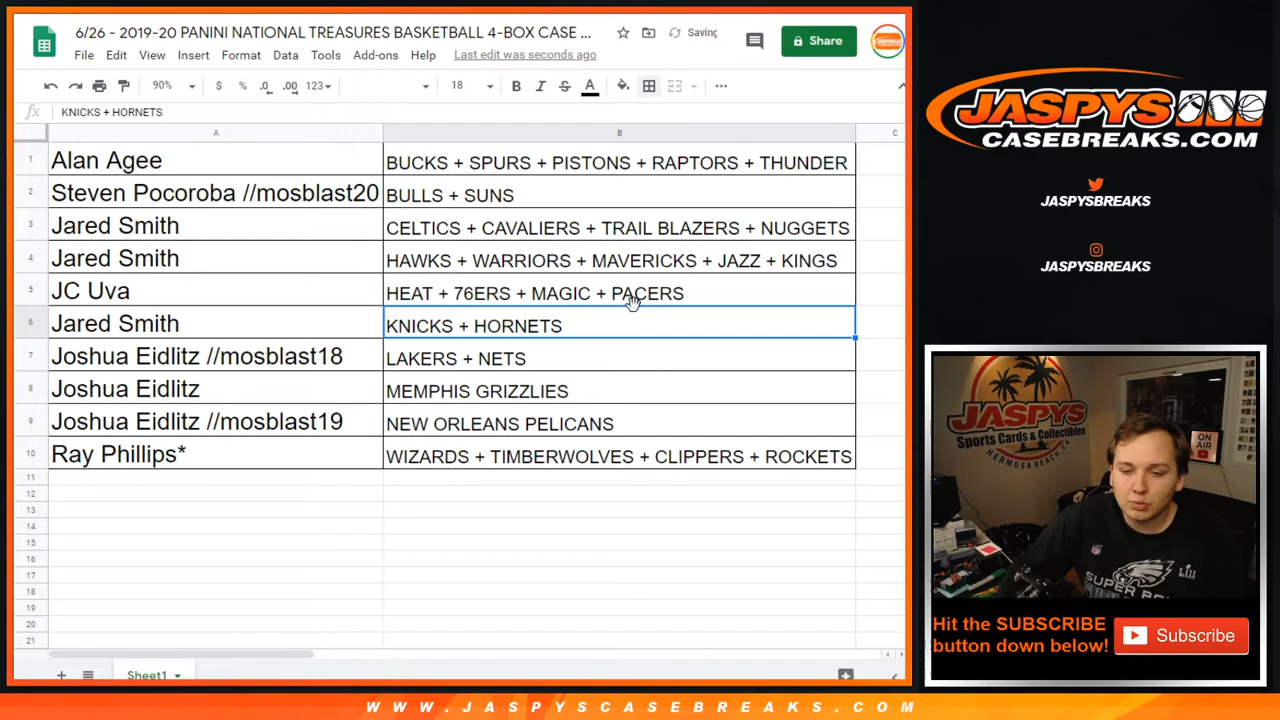 6/26 - 2019-20 PANINI NATIONAL TREASURES BASKETBALL 4-BOX CASE ...
Saving
Share
File Edit View Insert Format Data Tools Add-ons Help Last edit was seconds ago
90% $ % .0 .00 123 18 B I S A
fx KNICKS + HORNETS
A B C
1 Alan Agee BUCKS + SPURS + PISTONS + RAPTORS + THUNDER
2 Steven Pocoroba //mosblast20 BULLS + SUNS
3 Jared Smith CELTICS + CAVALIERS + TRAIL BLAZERS + NUGGETS
4 Jared Smith HAWKS + WARRIORS + MAVERICKS + JAZZ + KINGS
5 JC Uva HEAT + 76ERS + MAGIC + PACERS
6 Jared Smith KNICKS + HORNETS
7 Joshua Eidlitz //mosblast18 LAKERS + NETS
8 Joshua Eidlitz MEMPHIS GRIZZLIES
9 Joshua Eidlitz //mosblast19 NEW ORLEANS PELICANS
10 Ray Phillips* WIZARDS + TIMBERWOLVES + CLIPPERS + ROCKETS
11
12
13
14
15
16
17
18
19
20
21
Sheet1
JASPYS
CASEBREAKS.COM
JASPYSBREAKS
JASPYSBREAKS
JASPYS
Sports Cards & Collectibles
HERMOSA BEACH, CA
ON AIR
NFL
LII
SUPER
Hit the SUBSCRIBE
button down below!
Subscribe
WWW.JASPYSCASEBREAKS.COM